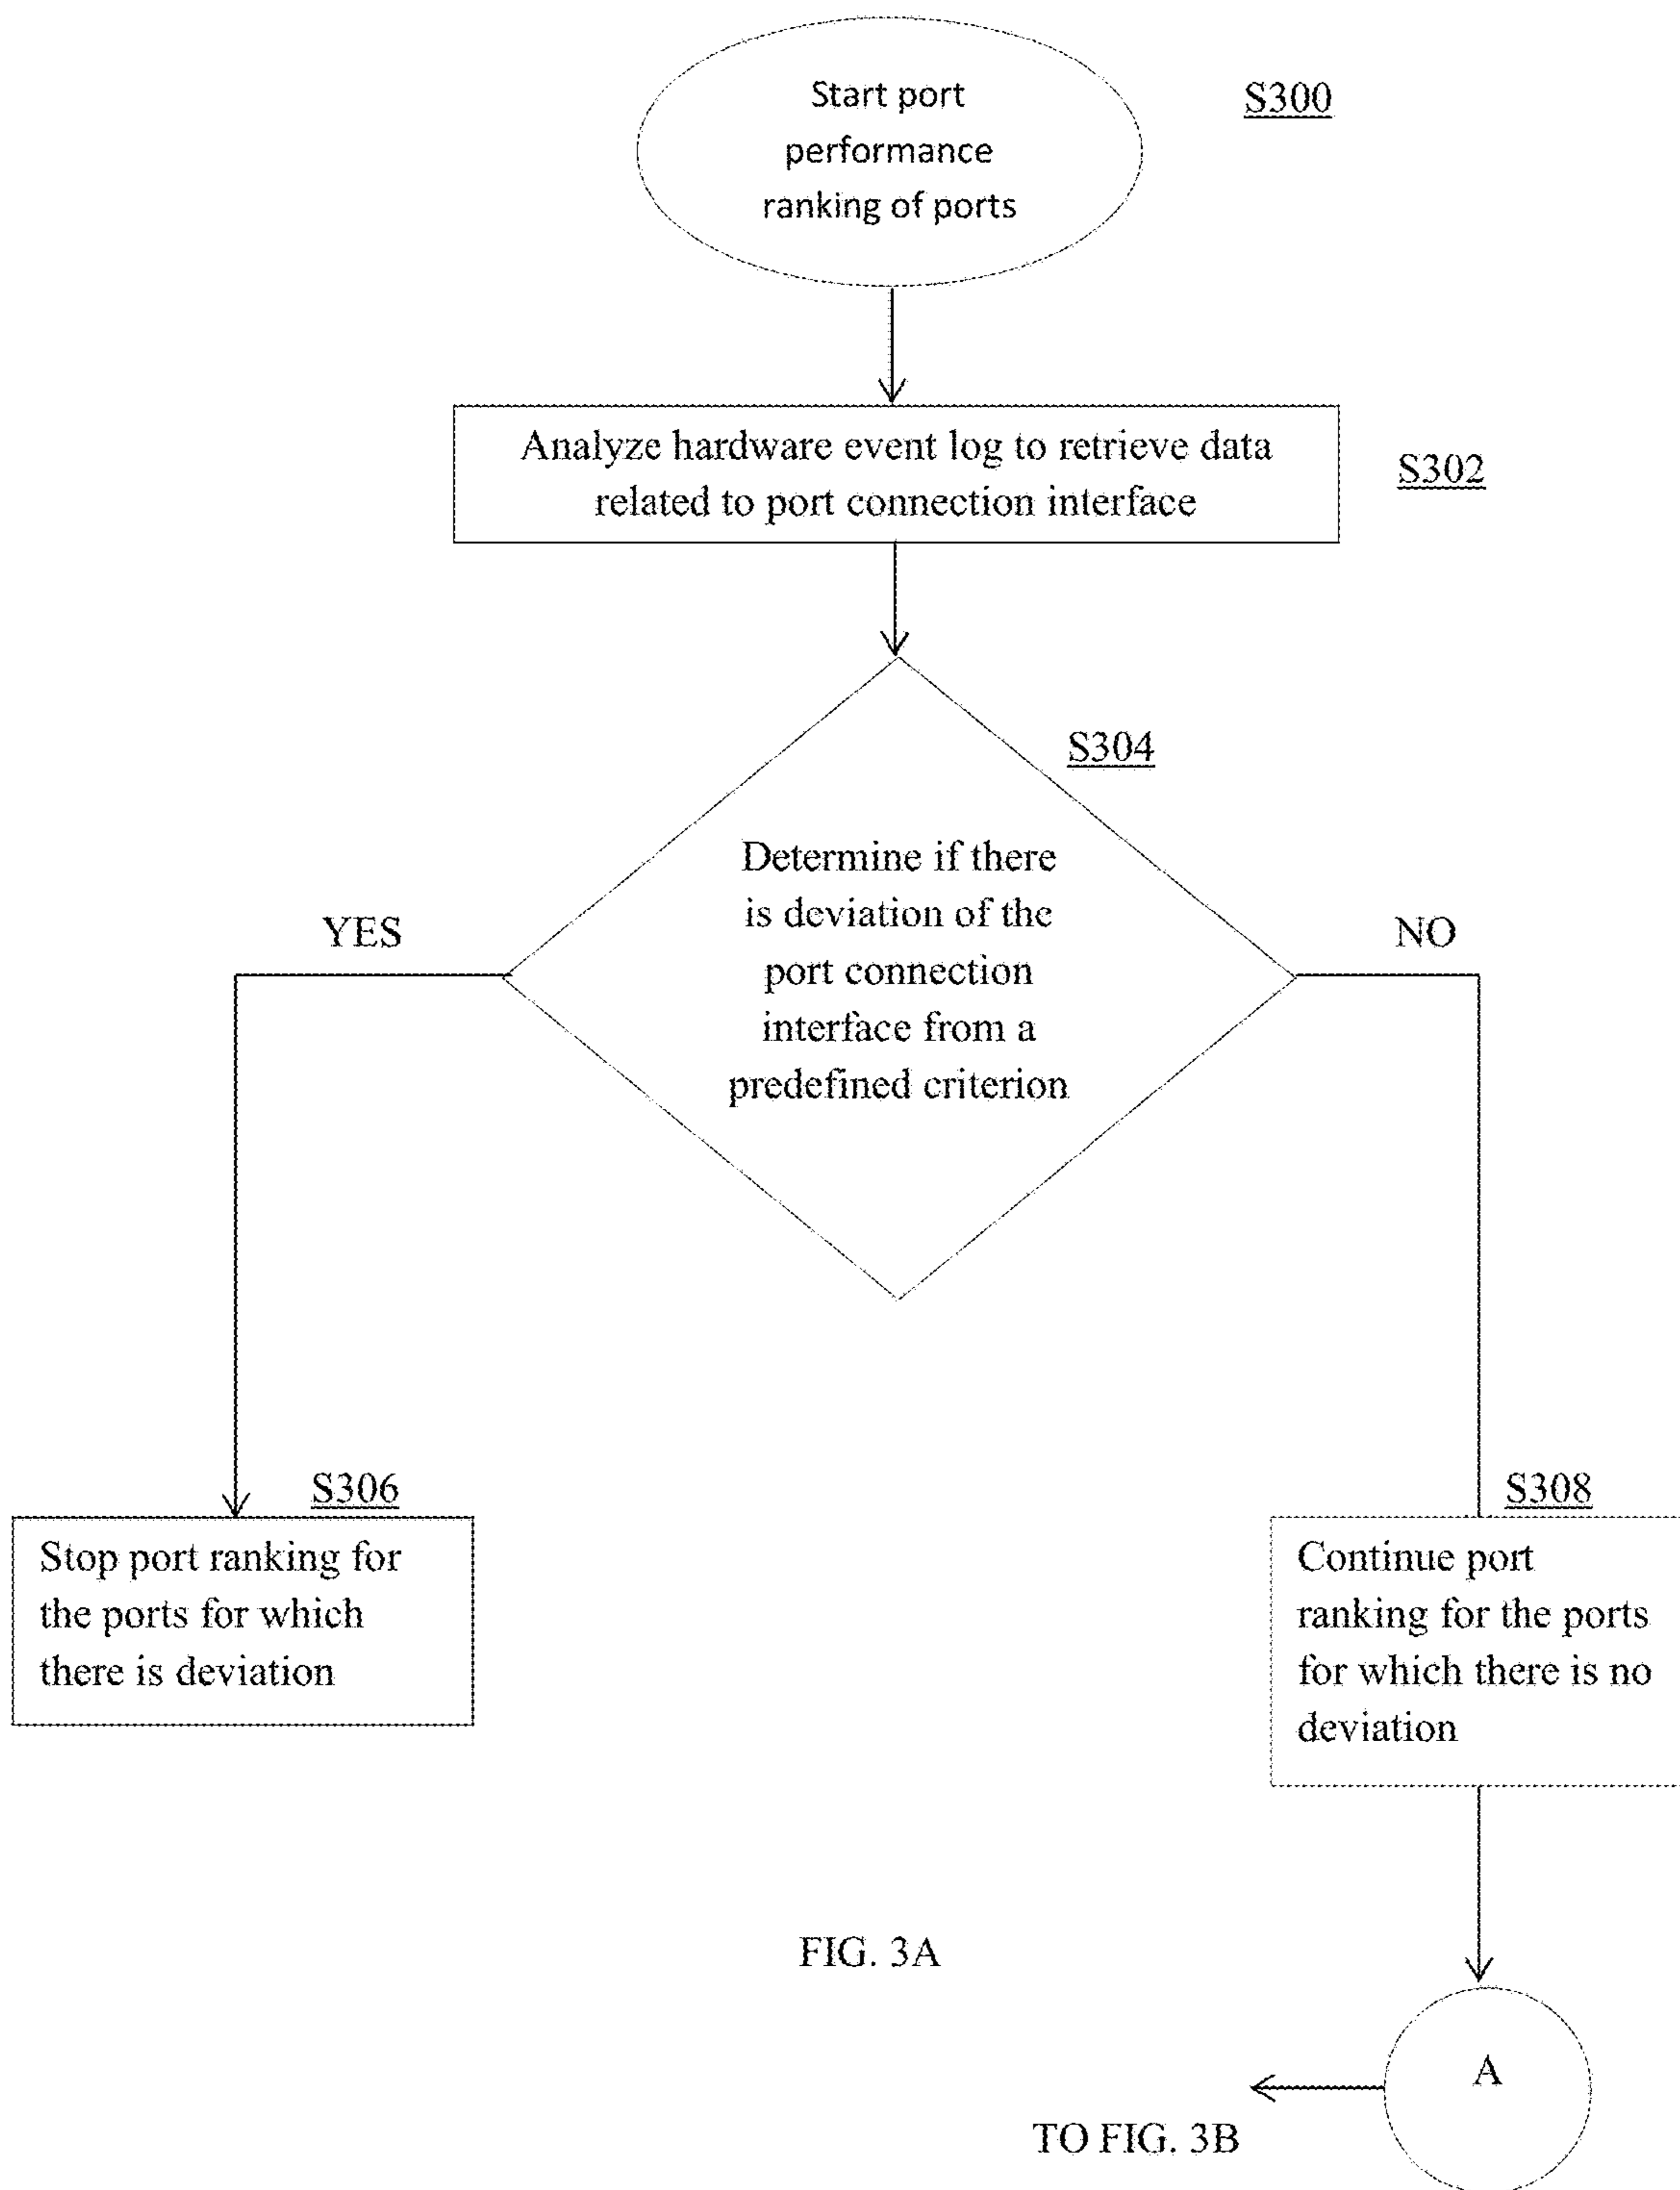 Start port
performance
ranking of ports
S300
Analyze hardware event log to retrieve data
related to port connection interface
S302
S304
Determine if there
is deviation of the
port connection
interface from a
predefined criterion
YES
NO
S306
Stop port ranking for
the ports for which
there is deviation
S308
Continue port
ranking for the ports
for which there is no
deviation
FIG. 3A
A
TO FIG. 3B